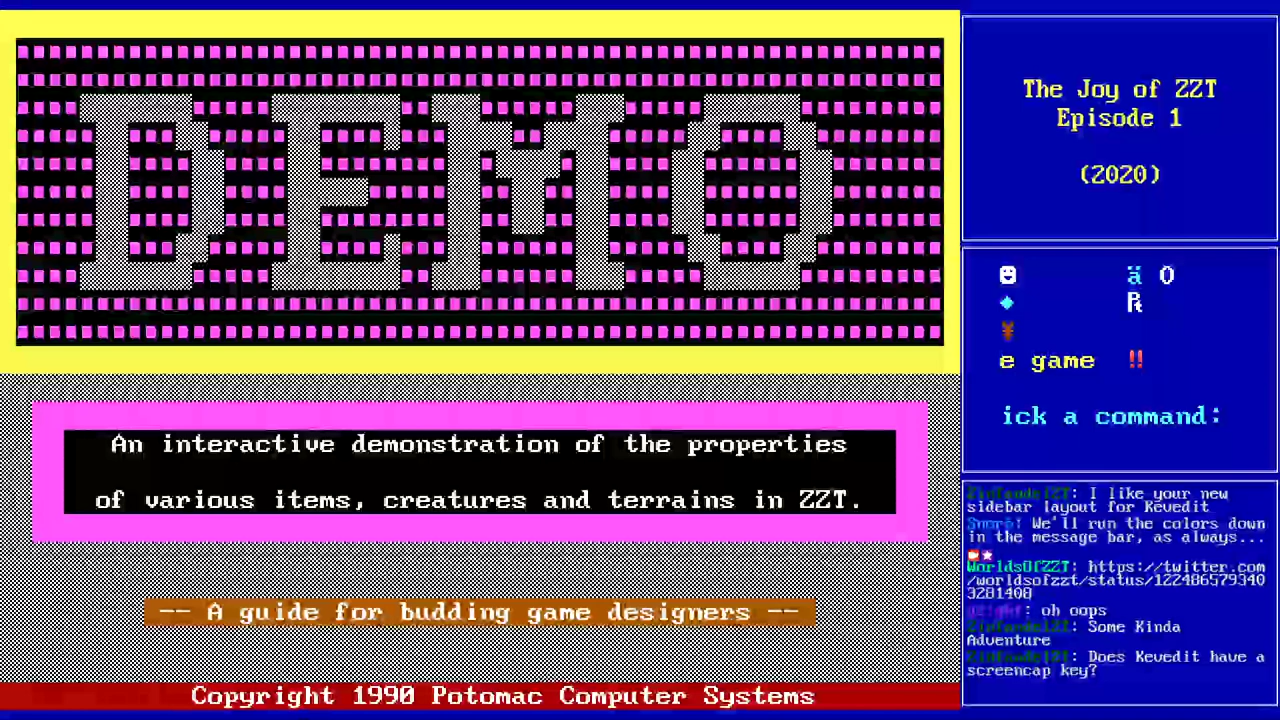 DEMO
An interactive demonstration of the properties
of various items, creatures and terrains in ZZT.
-- A guide for budding game designers --
Copyright 1990 Potomac Computer Systems
The Joy of ZZT
Episode 1
(2020)
ä O
e game ‼
ick a command:
I like your new
sidebar layout for Kevedit
We'll run the colors down
in the message bar, as always...
WorldsOfZZT: https://twitter.com
/worldsofzzt/status/122486579340
3281408
: oh oops
: Some Kinda
Adventure
: Does Kevedit have a
screencap key?